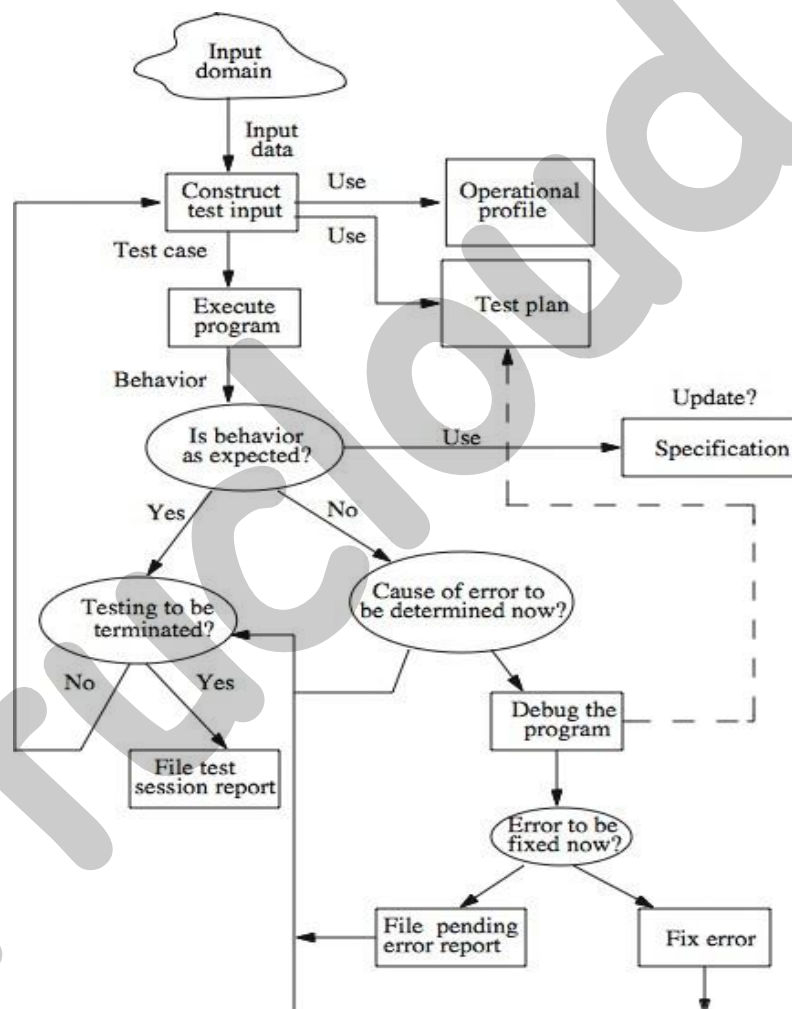 Input
domain
Input
data
Construct
test input
Use
Use
Operational
profile
Test case
Test plan
Execute
program
Behavior
Update?
Is behavior
as expected?
Use
Specification
Yes
No
Cause of error to
be determined now?
Testing to be
terminated?
No
Yes
Debug the
program
File test
session report
Error to be
fixed now?
File pending
error report
Fix error
rucloud